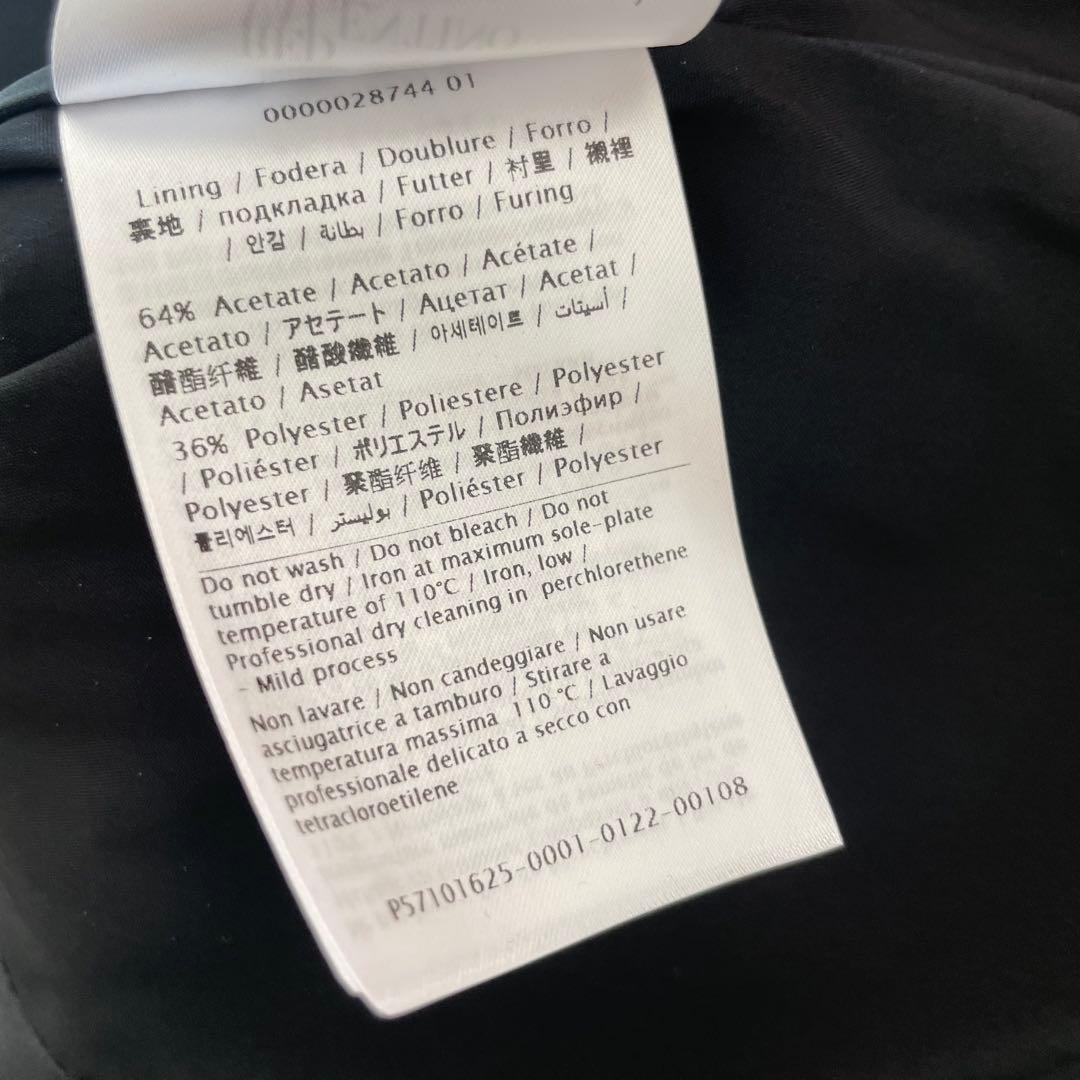 0000028744 01
Lining / Fodera / Doublure / Forro /
裏地 / подкладка / Futter / 衬里 / 襯裡
/ 안감 / بطانة / Forro / Furing
64% Acetate / Acetato / Acétate /
Acetato / アセテート / Ацетат / Acetat /
醋酯纤维 / 醋酸纖維 / 아세테이트 / أسيتات /
Acetato / Asetat
36% Polyester / Poliestere / Polyester
/ Poliéster / ポリエステル / Полиэфир /
Polyester / 聚酯纤维 / 聚酯纖維 /
폴리에스터 / بوليستر / Poliéster / Polyester
Do not wash / Do not bleach / Do not
tumble dry / Iron at maximum sole-plate
temperature of 110°C / Iron, low /
Professional dry cleaning in perchlorethene
- Mild process
Non lavare / Non candeggiare / Non usare
asciugatrice a tamburo / Stirare a
temperatura massima 110 °C / Lavaggio
professionale delicato a secco con
tetracloroetilene
P57101625-0001-0122-00108